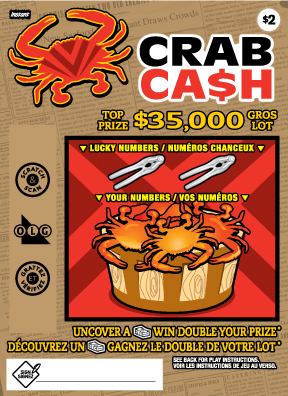 instant
$2
CRAB
CA$H
TOP PRIZE $35,000 GROS LOT
▼ LUCKY NUMBERS / NUMÉROS CHANCEUX ▼
▼ YOUR NUMBERS / VOS NUMÉROS ▼
SCRATCH & SCAN
OLG
GRATTEZ ET VÉRIFIEZ
UNCOVER A WIN DOUBLE YOUR PRIZE*
DÉCOUVREZ UN GAGNEZ LE DOUBLE DE VOTRE LOT*
SEE BACK FOR PLAY INSTRUCTIONS.
VOIR LES INSTRUCTIONS DE JEU AU VERSO.
SIGN
SIGNEZ